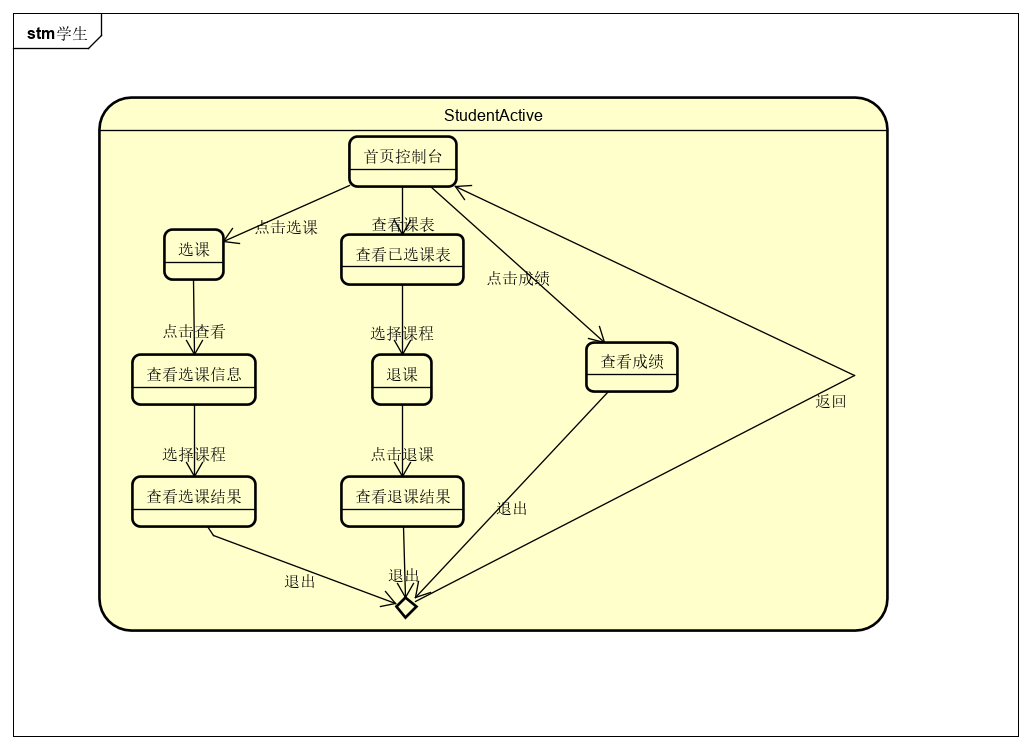 stm 学生
StudentActive
首页控制台
点击选课
查看课表
选课
查看已选课表
点击成绩
点击查看
选择课程
查看成绩
查看选课信息
退课
返回
选择课程
点击退课
查看选课结果
查看退课结果
退出
退出
退出